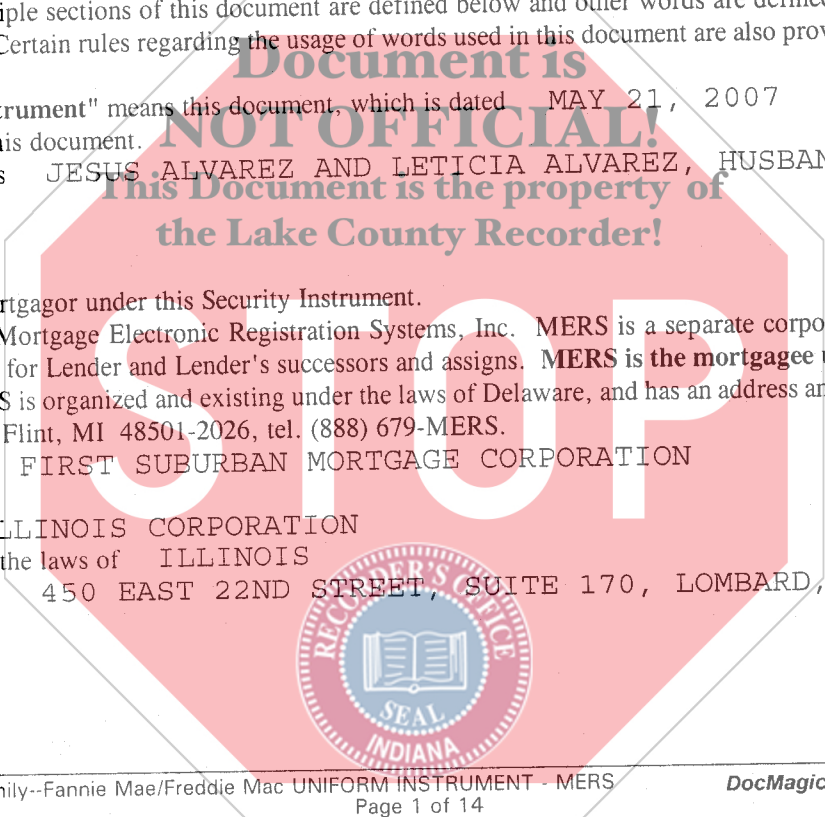 iple sections of this document are defined below and other words are define
Certain rules regarding the usage of words used in this document are also prov
Document is
trument" means this document, which is dated MAY 21, 2007
NOT OFFICIAL!
is document.
s JESUS ALVAREZ AND LETICIA ALVAREZ, HUSBAN
This Document is the property of
the Lake County Recorder!
rtgagor under this Security Instrument.
Mortgage Electronic Registration Systems, Inc. MERS is a separate corpo
for Lender and Lender's successors and assigns. MERS is the mortgagee u
S is organized and existing under the laws of Delaware, and has an address an
Flint, MI 48501-2026, tel. (888) 679-MERS.
STOP
FIRST SUBURBAN MORTGAGE CORPORATION
LLINOIS CORPORATION
the laws of ILLINOIS
450 EAST 22ND STREET, SUITE 170, LOMBARD,
RECORDER'S OFFICE
SEAL
INDIANA
nily--Fannie Mae/Freddie Mac UNIFORM INSTRUMENT - MERS DocMagic
Page 1 of 14